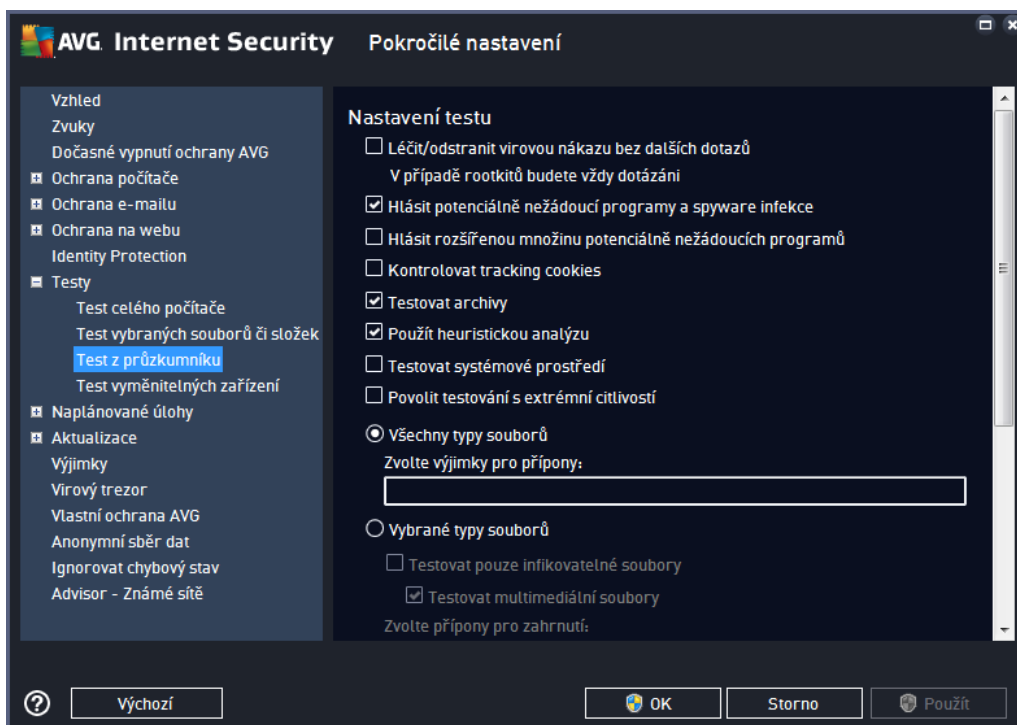 AVG. Internet Security Pokročilé nastavení
Vzhled
Zvuky
Dočasné vypnutí ochrany AVG
Ochrana počítače
Ochrana e-mailu
Ochrana na webu
Identity Protection
Testy
Test celého počítače
Test vybraných souborů či složek
Test z průzkumníku
Test vyměnitelných zařízení
Naplánované úlohy
Aktualizace
Výjimky
Virový trezor
Vlastní ochrana AVG
Anonymní sběr dat
Ignorovat chybový stav
Advisor - Známé sítě
Nastavení testu
Léčit/odstranit virovou nákazu bez dalších dotazů
V případě rootkitů budete vždy dotázáni
Hlásit potenciálně nežádoucí programy a spyware infekce
Hlásit rozšířenou množinu potenciálně nežádoucích programů
Kontrolovat tracking cookies
Testovat archivy
Použít heuristickou analýzu
Testovat systémové prostředí
Povolit testování s extrémní citlivostí
Všechny typy souborů
Zvolte výjimky pro přípony:
Vybrané typy souborů
Testovat pouze infikovatelné soubory
Testovat multimediální soubory
Zvolte přípony pro zahrnutí:
? Výchozí OK Storno Použít